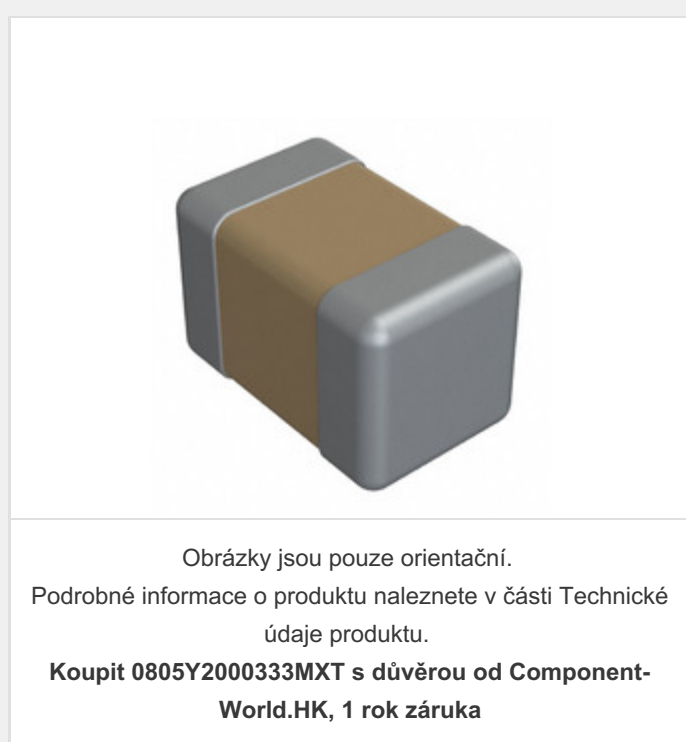 Obrázky jsou pouze orientační.
Podrobné informace o produktu naleznete v části Technické
údaje produktu.
Koupit 0805Y2000333MXT s důvěrou od Component-
World.HK, 1 rok záruka